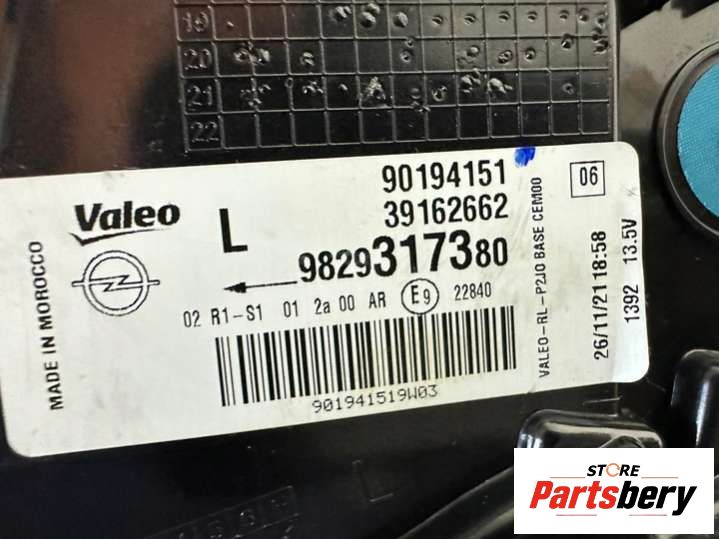 19
20
21
22
MADE IN MOROCCO
Valeo
L
90194151
39162662
9829317380
02 R1-S1 01 2a 00 AR E9 22840
901941519W03
VALEO-RL-P2JO BASE CEM00
06
26/11/21 18:58
1392 13.5V
L
STORE
Partsbery